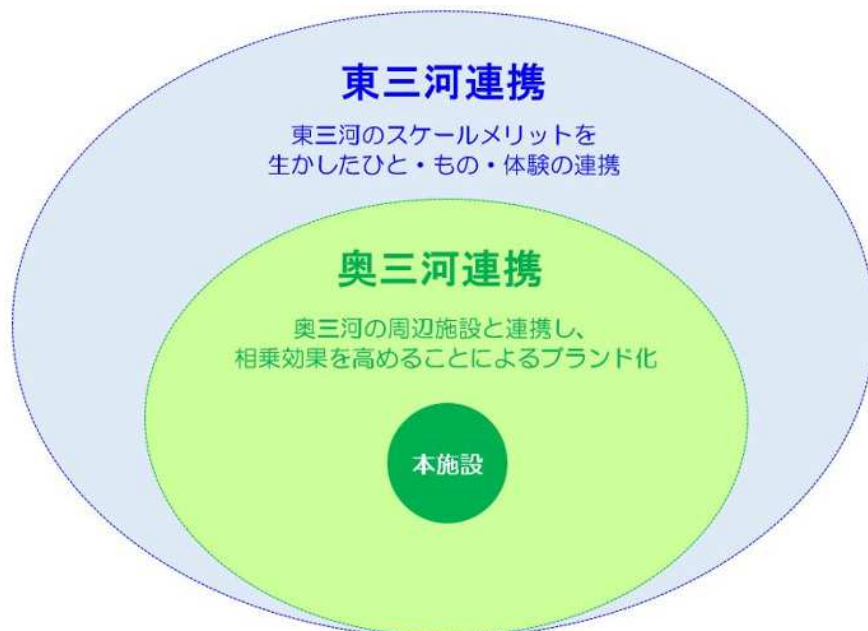 東三河連携
東三河のスケールメリットを
生かしたひと・もの・体験の連携
奥三河連携
奥三河の周辺施設と連携し、
相乗効果を高めることによるブランド化
本施設